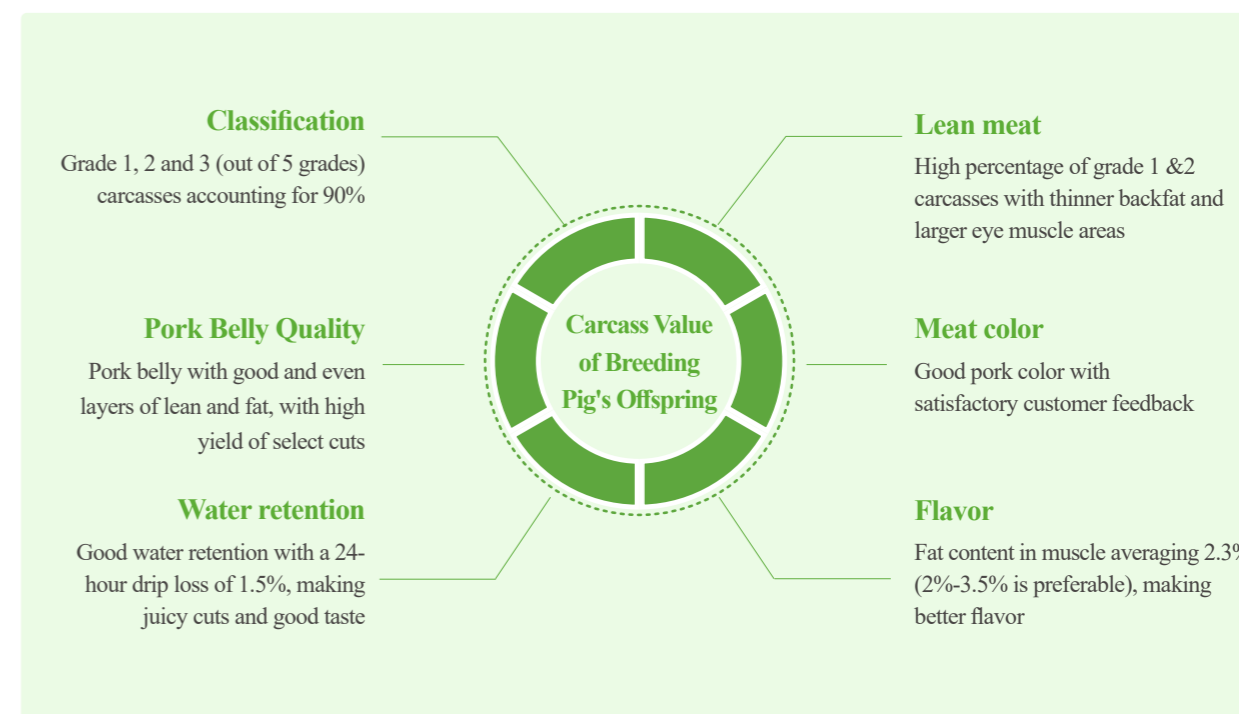 Classification
Grade 1, 2 and 3 (out of 5 grades)
carcasses accounting for 90%
Pork Belly Quality
Pork belly with good and even
layers of lean and fat, with high
yield of select cuts
Water retention
Good water retention with a 24-
hour drip loss of 1.5%, making
juicy cuts and good taste
Carcass Value
of Breeding
Pig's Offspring
Lean meat
High percentage of grade 1 &2
carcasses with thinner backfat and
larger eye muscle areas
Meat color
Good pork color with
satisfactory customer feedback
Flavor
Fat content in muscle averaging 2.3%
(2%-3.5% is preferable), making
better flavor